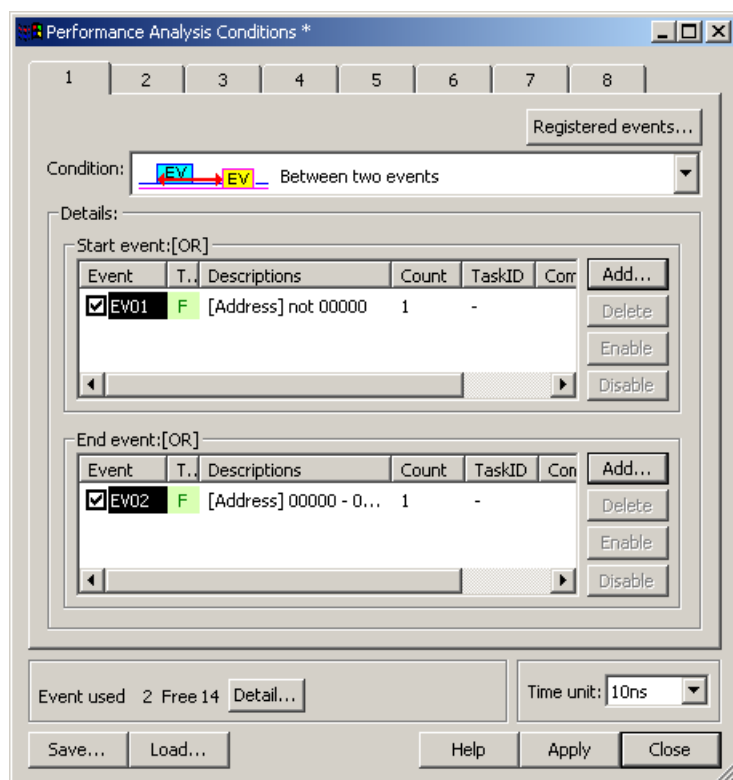 Performance Analysis Conditions *
1 2 3 4 5 6 7 8
Registered events...
Condition: EV EV Between two events
Details:
Start event:[OR]
Event T.. Descriptions Count TaskID Com Add...
EV01 F [Address] not 00000 1 - Delete
Enable
Disable
End event:[OR]
Event T.. Descriptions Count TaskID Con Add...
EV02 F [Address] 00000 - 0... 1 - Delete
Enable
Disable
Event used 2 Free 14 Detail... Time unit: 10ns
Save... Load... Help Apply Close